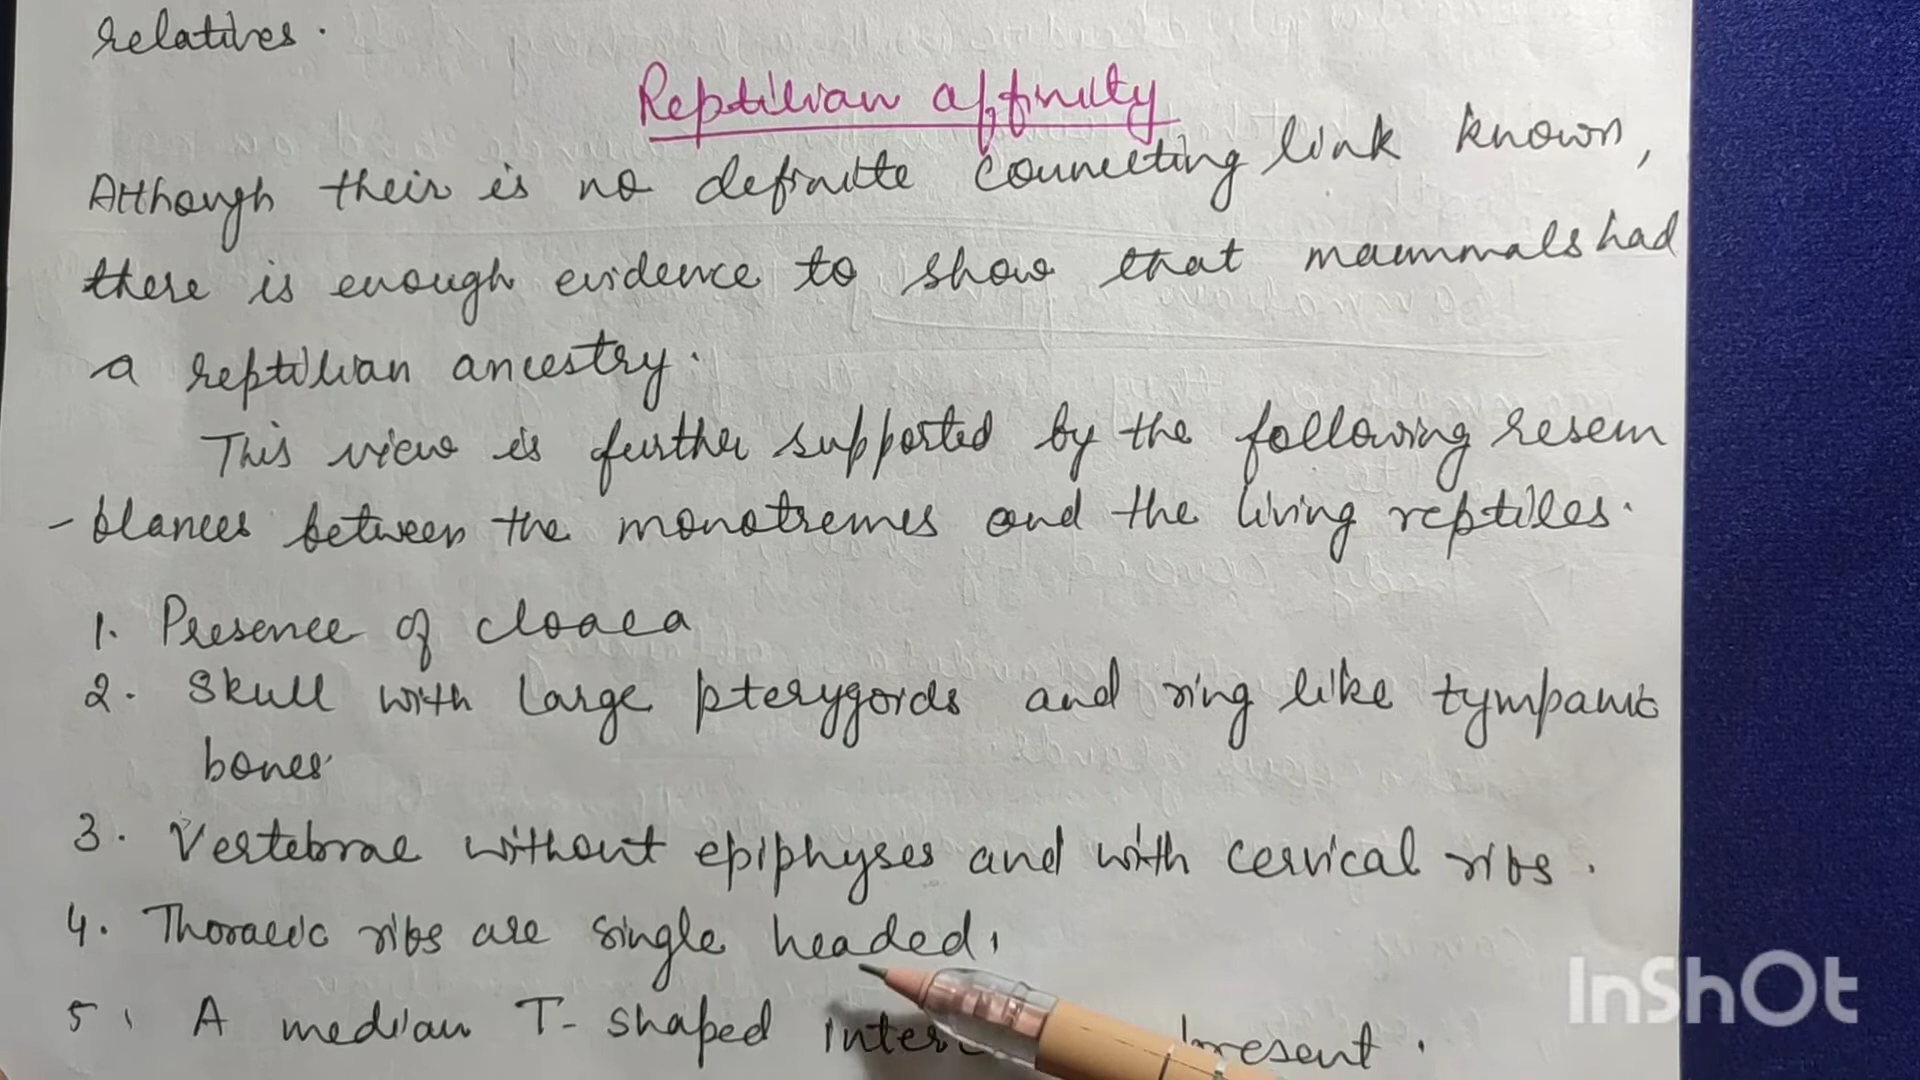 relatives.
Reptilian affinity
Although their is no definite connecting link known,
there is enough evidence to show that mammals had
a reptilian ancestry.
This view is further supported by the following resem
- blances between the monotremes and the living reptiles.
1. Presence of cloaca
2. Skull with large pterygoids and ring like tympanic
bones
3. Vertebrae without epiphyses and with cervical ribs.
4. Thoracic ribs are single headed.
5. A median T-shaped present.
InShOt